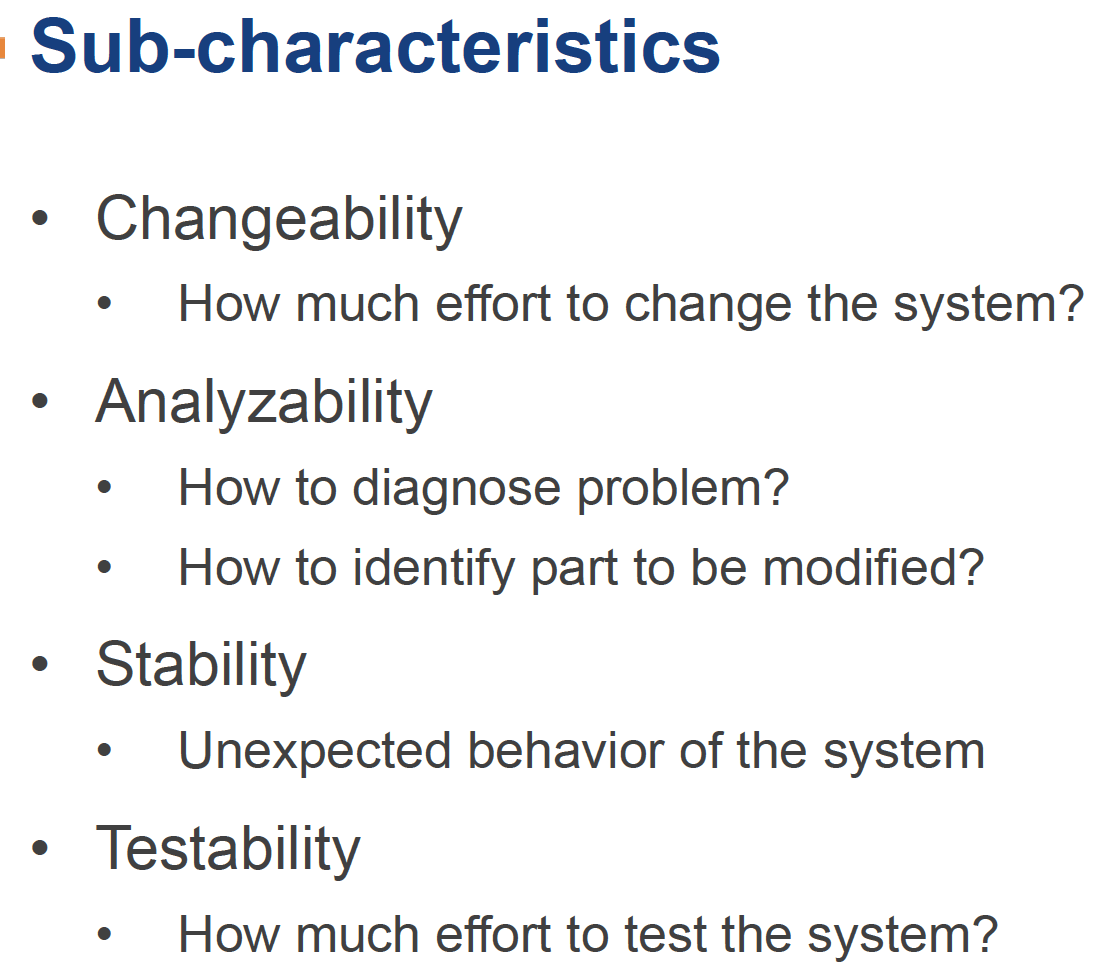 Sub-characteristics
• Changeability
• How much effort to change the system?
• Analyzability
• How to diagnose problem?
• How to identify part to be modified?
• Stability
• Unexpected behavior of the system
• Testability
• How much effort to test the system?